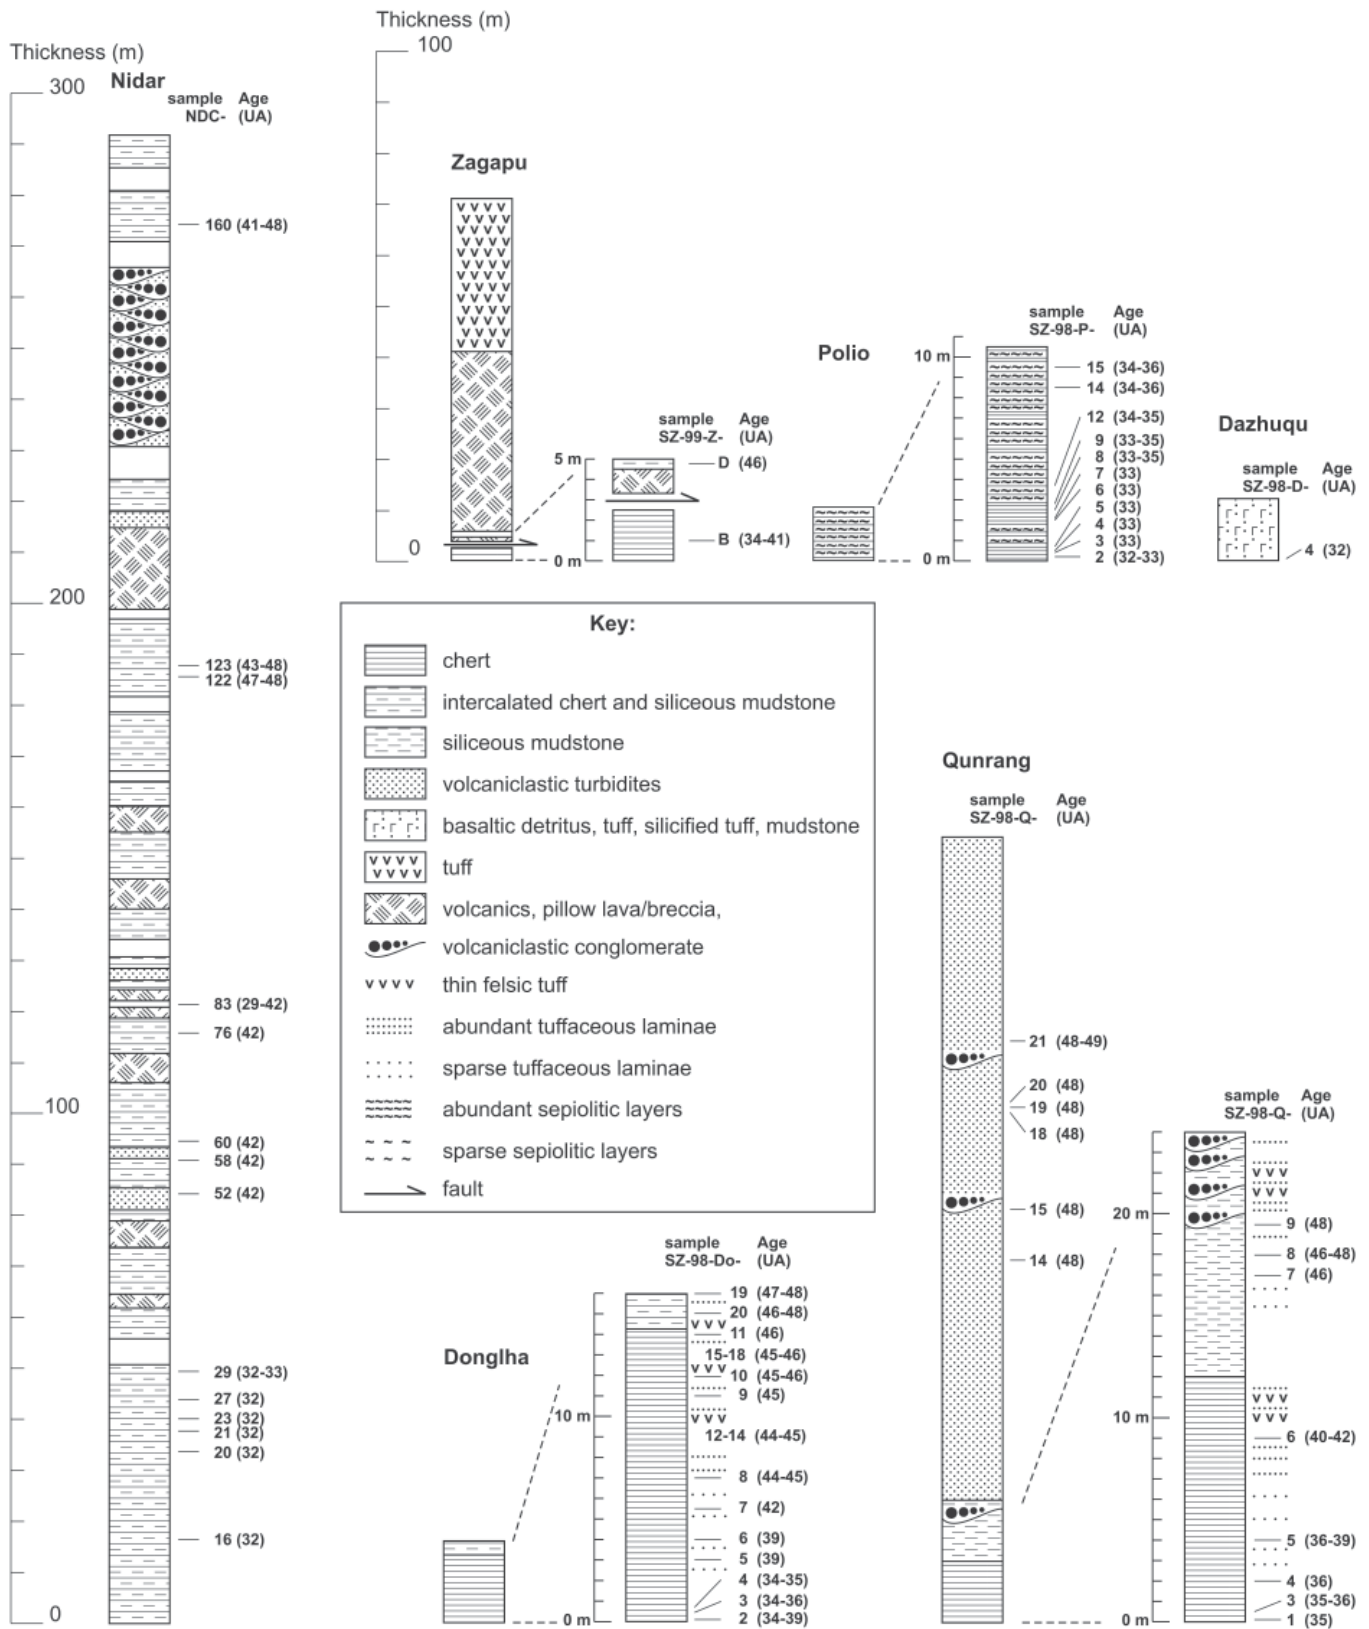 Thickness (m)
300
200
100
0
Nidar
sample Age
NDC- (UA)
160 (41-48)
123 (43-48)
122 (47-48)
83 (29-42)
76 (42)
60 (42)
58 (42)
52 (42)
29 (32-33)
27 (32)
23 (32)
21 (32)
20 (32)
16 (32)
Thickness (m)
100
0
Zagapu
sample Age
SZ-99-Z- (UA)
5 m
D (46)
B (34-41)
0 m
Polio
sample Age
SZ-98-P- (UA)
10 m
15 (34-36)
14 (34-36)
12 (34-35)
9 (33-35)
8 (33-35)
7 (33)
6 (33)
5 (33)
4 (33)
3 (33)
2 (32-33)
0 m
Dazhuqu
sample Age
SZ-98-D- (UA)
4 (32)
Key:
chert
intercalated chert and siliceous mudstone
siliceous mudstone
volcaniclastic turbidites
basaltic detritus, tuff, silicified tuff, mudstone
tuff
volcanics, pillow lava/breccia,
volcaniclastic conglomerate
thin felsic tuff
abundant tuffaceous laminae
sparse tuffaceous laminae
abundant sepiolitic layers
sparse sepiolitic layers
fault
Donglha
sample Age
SZ-98-Do- (UA)
19 (47-48)
20 (46-48)
11 (46)
15-18 (45-46)
10 (45-46)
9 (45)
10 m
12-14 (44-45)
8 (44-45)
7 (42)
6 (39)
5 (39)
4 (34-35)
3 (34-36)
2 (34-39)
0 m
Qunrang
sample Age
SZ-98-Q- (UA)
21 (48-49)
20 (48)
19 (48)
18 (48)
15 (48)
14 (48)
sample Age
SZ-98-Q- (UA)
20 m
9 (48)
8 (46-48)
7 (46)
10 m
6 (40-42)
5 (36-39)
4 (36)
3 (35-36)
1 (35)
0 m